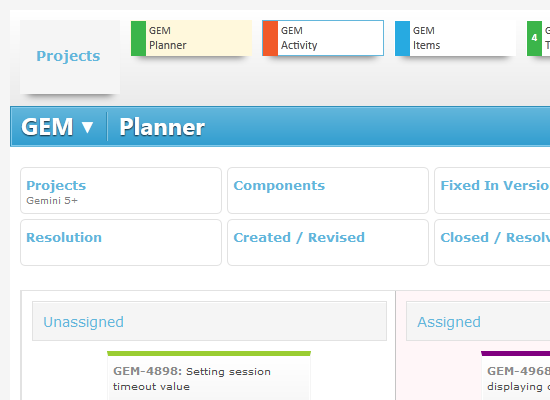 Projects
GEM
Planner
GEM
Activity
GEM
Items
4
GEM ▼ Planner
Projects
Gemini 5+
Components
Fixed In Versio
Resolution
Created / Revised
Closed / Resolv
Unassigned
Assigned
GEM-4898: Setting session
timeout value
GEM-4968
displaying